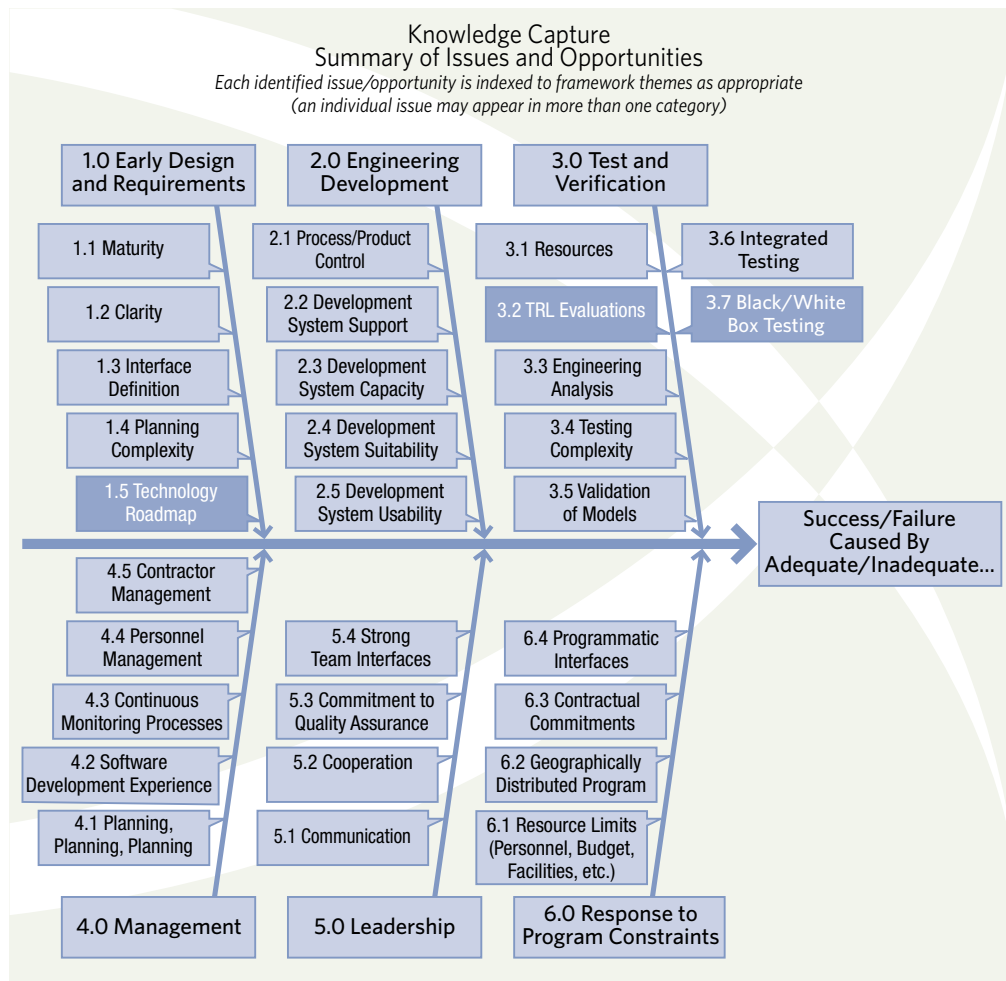 Knowledge Capture
Summary of Issues and Opportunities
Each identified issue/opportunity is indexed to framework themes as appropriate
(an individual issue may appear in more than one category)
1.0 Early Design
and Requirements
2.0 Engineering
Development
3.0 Test and
Verification
1.1 Maturity
1.2 Clarity
1.3 Interface
Definition
1.4 Planning
Complexity
1.5 Technology
Roadmap
2.1 Process/Product
Control
2.2 Development
System Support
2.3 Development
System Capacity
2.4 Development
System Suitability
2.5 Development
System Usability
3.1 Resources
3.2 TRL Evaluations
3.3 Engineering
Analysis
3.4 Testing
Complexity
3.5 Validation
of Models
3.6 Integrated
Testing
3.7 Black/White
Box Testing
Success/Failure
Caused By
Adequate/Inadequate...
4.5 Contractor
Management
4.4 Personnel
Management
4.3 Continuous
Monitoring Processes
4.2 Software
Development Experience
4.1 Planning,
Planning, Planning
5.4 Strong
Team Interfaces
5.3 Commitment to
Quality Assurance
5.2 Cooperation
5.1 Communication
6.4 Programmatic
Interfaces
6.3 Contractual
Commitments
6.2 Geographically
Distributed Program
6.1 Resource Limits
(Personnel, Budget,
Facilities, etc.)
4.0 Management
5.0 Leadership
6.0 Response to
Program Constraints